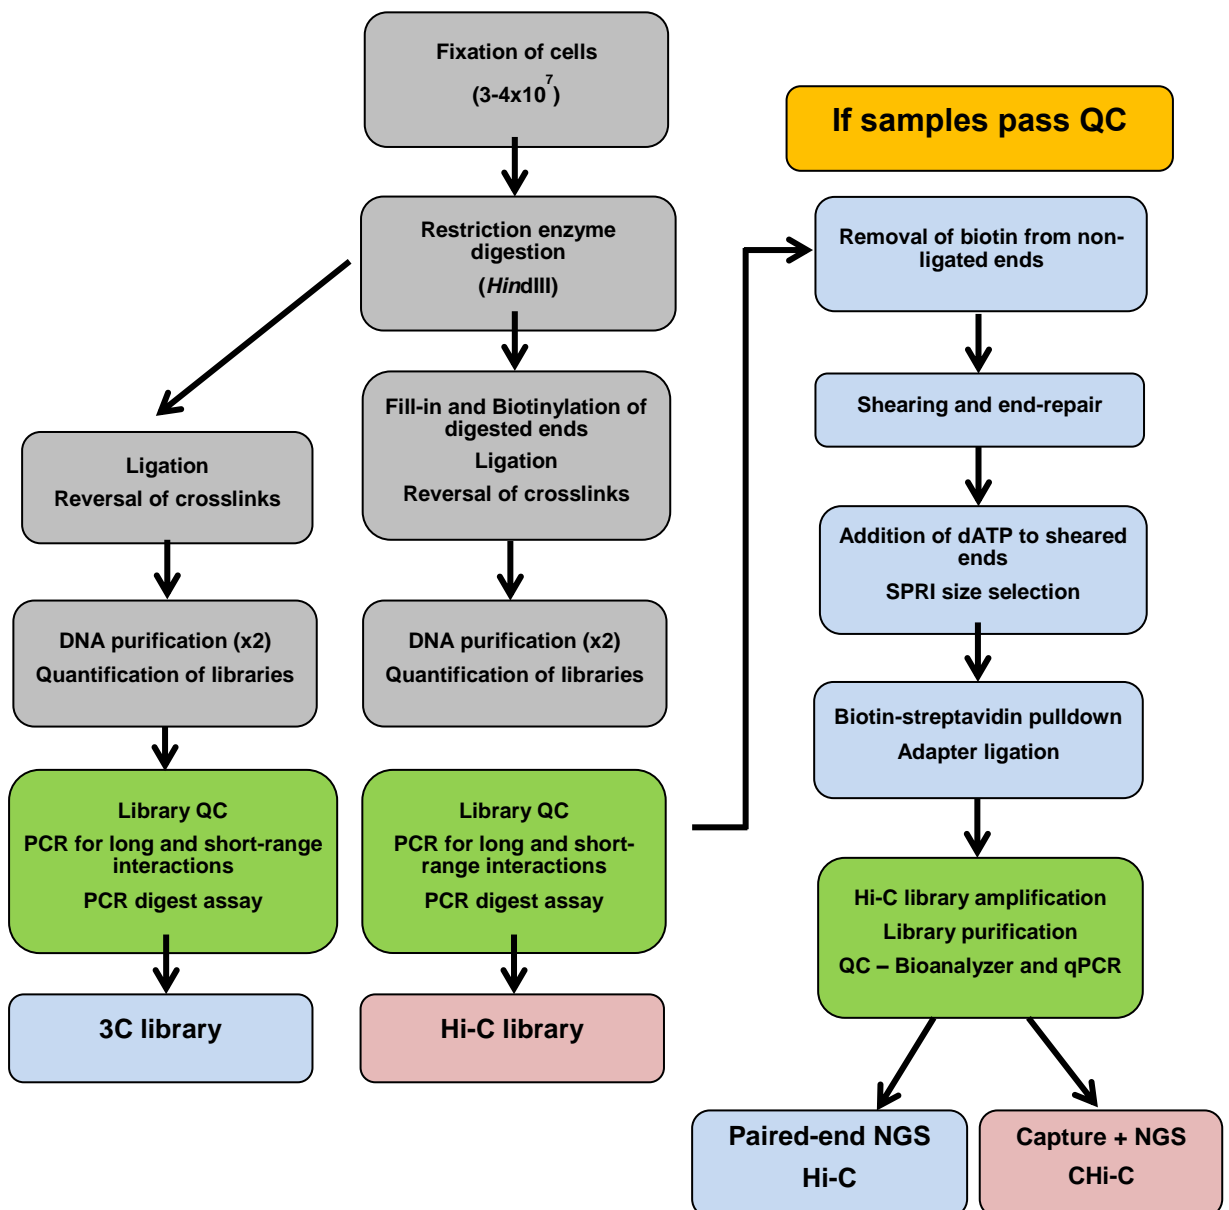 Fixation of cells
(3-4x10⁷)
If samples pass QC
Restriction enzyme
digestion
(HindIII)
Removal of biotin from non-
ligated ends
Fill-in and Biotinylation of
digested ends
Ligation
Reversal of crosslinks
Ligation
Reversal of crosslinks
Shearing and end-repair
Addition of dATP to sheared
ends
SPRI size selection
DNA purification (x2)
Quantification of libraries
DNA purification (x2)
Quantification of libraries
Biotin-streptavidin pulldown
Adapter ligation
Library QC
PCR for long and short-range
interactions
PCR digest assay
Library QC
PCR for long and short-
range interactions
PCR digest assay
Hi-C library amplification
Library purification
QC – Bioanalyzer and qPCR
3C library
Hi-C library
Paired-end NGS
Hi-C
Capture + NGS
CHi-C